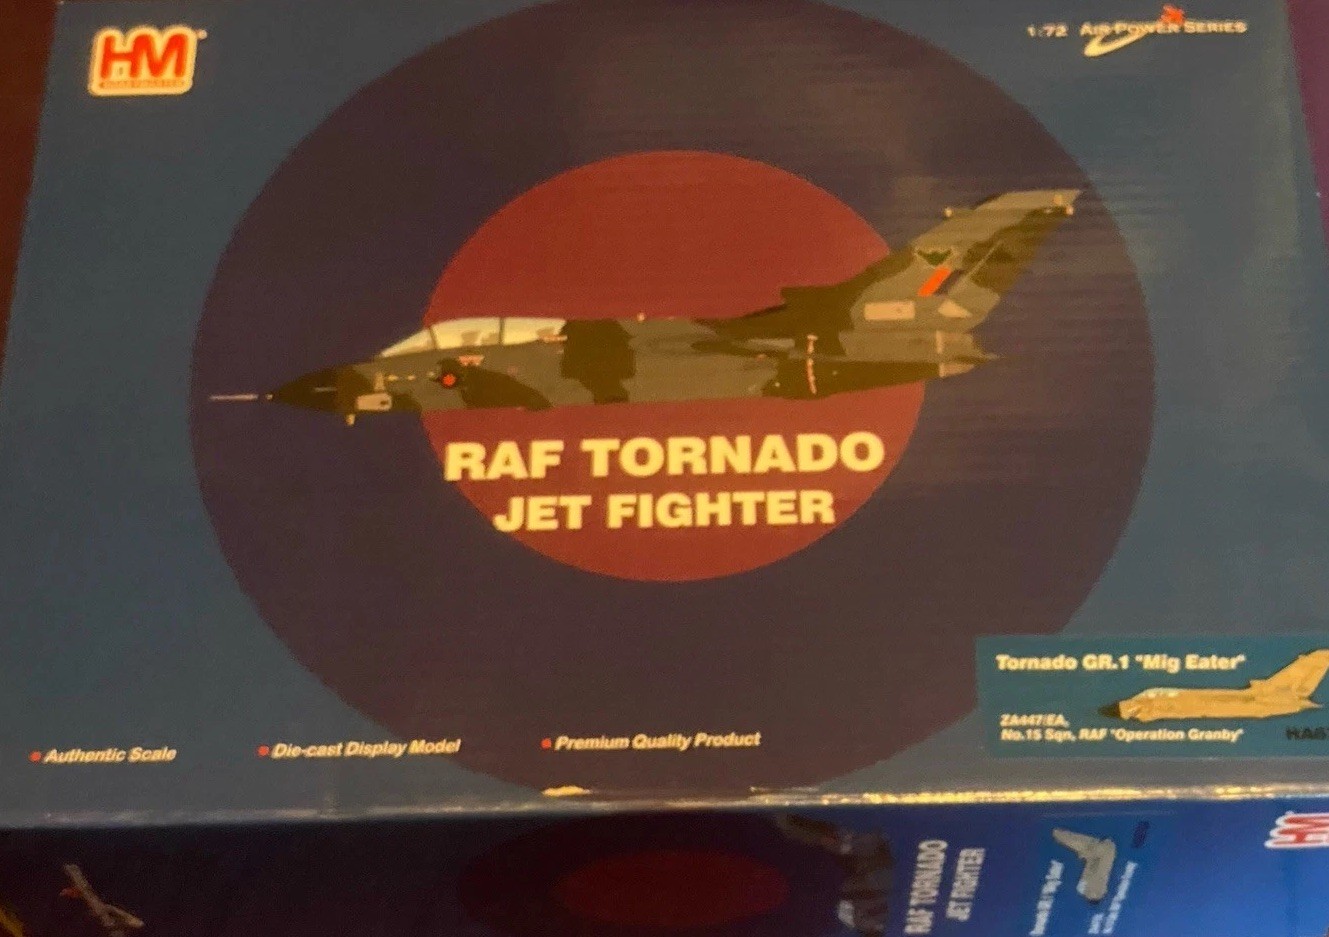 HM
1:72 AIR POWER SERIES
RAF TORNADO
JET FIGHTER
Tornado GR.1 "Mig Eater"
ZA447/EA,
No.15 Sqn, RAF "Operation Granby"
Authentic Scale
Die-cast Display Model
Premium Quality Product
RAF TORNADO
JET FIGHTER
HM